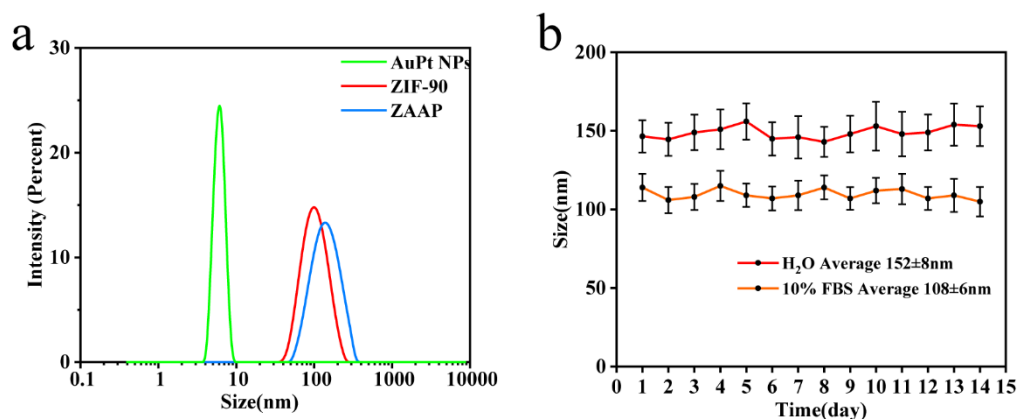 a
30
20
10
0
Intensity (Percent)
AuPt NPs
ZIF-90
ZAAP
0.1 1 10 100 1000 10000
Size(nm)
b
200
150
100
50
0
Size(nm)
H₂O Average 152±8nm
10% FBS Average 108±6nm
0 1 2 3 4 5 6 7 8 9 10 11 12 13 14 15
Time(day)